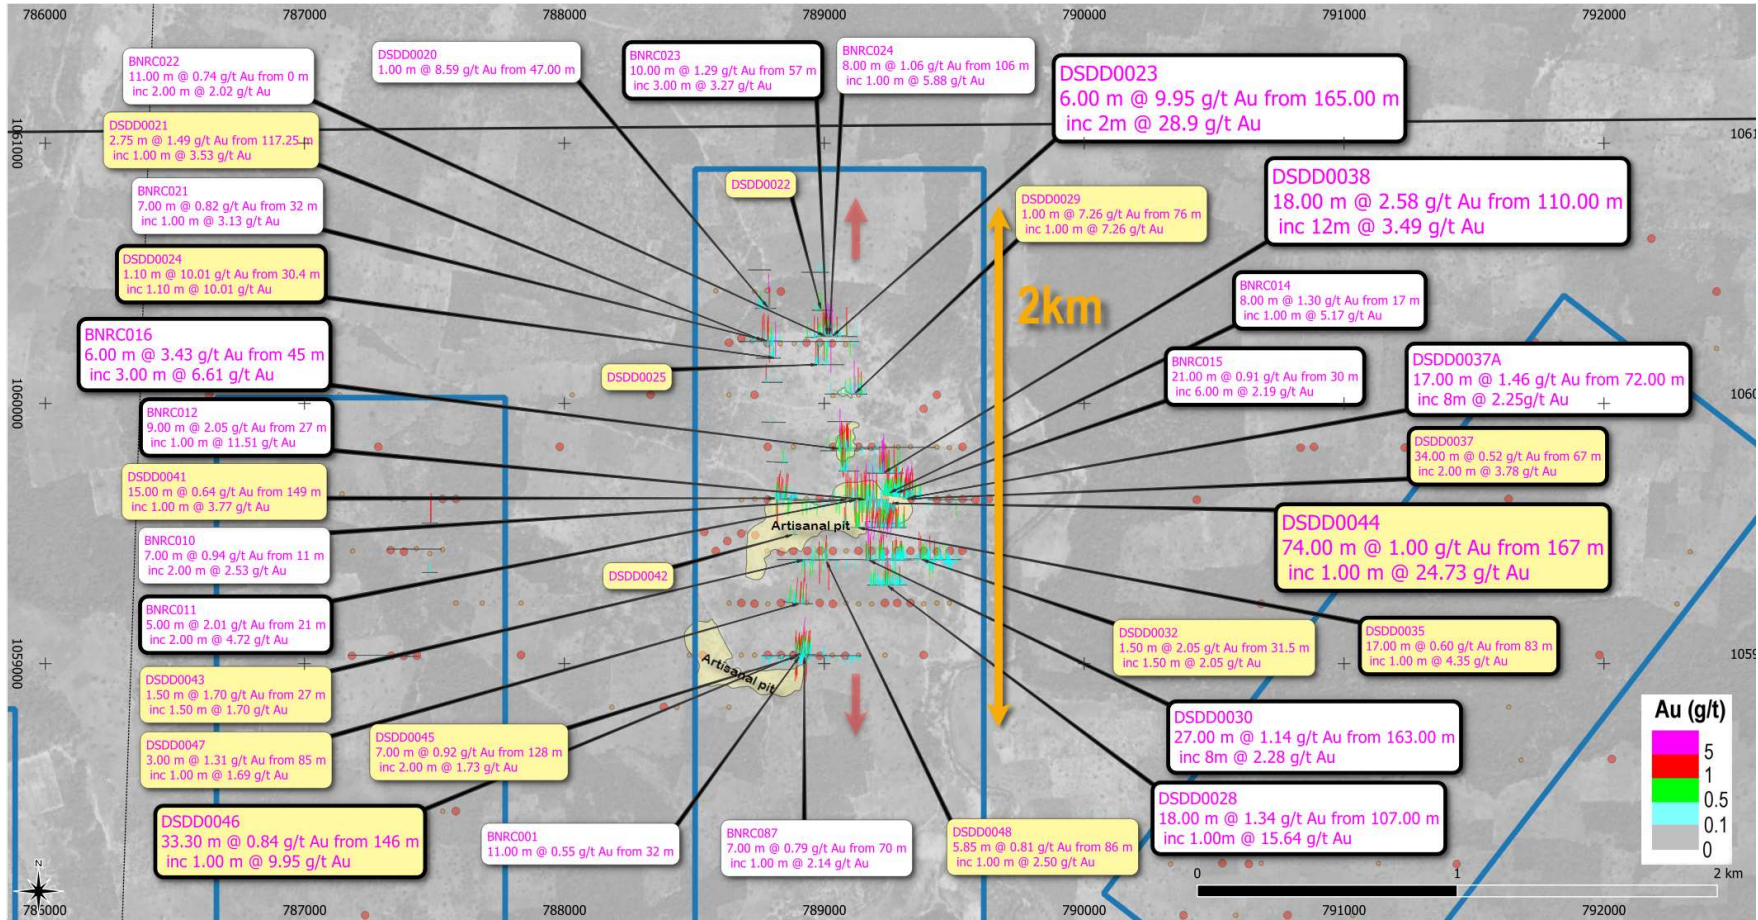 786000
787000
788000
789000
790000
791000
792000
BNRC022
11.00 m @ 0.74 g/t Au from 0 m
inc 2.00 m @ 2.02 g/t Au
DSDD0020
1.00 m @ 8.59 g/t Au from 47.00 m
BNRC023
10.00 m @ 1.29 g/t Au from 57 m
inc 3.00 m @ 3.27 g/t Au
BNRC024
8.00 m @ 1.06 g/t Au from 106 m
inc 1.00 m @ 5.88 g/t Au
DSDD0023
6.00 m @ 9.95 g/t Au from 165.00 m
inc 2m @ 28.9 g/t Au
1061000
1061
DSDD0021
2.75 m @ 1.49 g/t Au from 117.25 m
inc 1.00 m @ 3.53 g/t Au
DSDD0022
DSDD0038
18.00 m @ 2.58 g/t Au from 110.00 m
inc 12m @ 3.49 g/t Au
BNRC021
7.00 m @ 0.82 g/t Au from 32 m
inc 1.00 m @ 3.13 g/t Au
DSDD0029
1.00 m @ 7.26 g/t Au from 76 m
inc 1.00 m @ 7.26 g/t Au
DSDD0024
1.10 m @ 10.01 g/t Au from 30.4 m
inc 1.10 m @ 10.01 g/t Au
2km
BNRC014
8.00 m @ 1.30 g/t Au from 17 m
inc 1.00 m @ 5.17 g/t Au
BNRC016
6.00 m @ 3.43 g/t Au from 45 m
inc 3.00 m @ 6.61 g/t Au
DSDD0025
BNRC015
21.00 m @ 0.91 g/t Au from 30 m
inc 6.00 m @ 2.19 g/t Au
DSDD0037A
17.00 m @ 1.46 g/t Au from 72.00 m
inc 8m @ 2.25g/t Au
1060000
1060
BNRC012
9.00 m @ 2.05 g/t Au from 27 m
inc 1.00 m @ 11.51 g/t Au
DSDD0037
34.00 m @ 0.52 g/t Au from 67 m
inc 2.00 m @ 3.78 g/t Au
DSDD0041
15.00 m @ 0.64 g/t Au from 149 m
inc 1.00 m @ 3.77 g/t Au
Artisanal pit
DSDD0044
74.00 m @ 1.00 g/t Au from 167 m
inc 1.00 m @ 24.73 g/t Au
BNRC010
7.00 m @ 0.94 g/t Au from 11 m
inc 2.00 m @ 2.53 g/t Au
DSDD0042
BNRC011
5.00 m @ 2.01 g/t Au from 21 m
inc 2.00 m @ 4.72 g/t Au
DSDD0032
1.50 m @ 2.05 g/t Au from 31.5 m
inc 1.50 m @ 2.05 g/t Au
DSDD0035
17.00 m @ 0.60 g/t Au from 83 m
inc 1.00 m @ 4.35 g/t Au
1059000
1059
Artisanal pit
DSDD0043
1.50 m @ 1.70 g/t Au from 27 m
inc 1.50 m @ 1.70 g/t Au
DSDD0030
27.00 m @ 1.14 g/t Au from 163.00 m
inc 8m @ 2.28 g/t Au
DSDD0047
3.00 m @ 1.31 g/t Au from 85 m
inc 1.00 m @ 1.69 g/t Au
DSDD0045
7.00 m @ 0.92 g/t Au from 128 m
inc 2.00 m @ 1.73 g/t Au
Au (g/t)
5
1
0.5
0.1
0
DSDD0028
18.00 m @ 1.34 g/t Au from 107.00 m
inc 1.00m @ 15.64 g/t Au
DSDD0046
33.30 m @ 0.84 g/t Au from 146 m
inc 1.00 m @ 9.95 g/t Au
BNRC001
11.00 m @ 0.55 g/t Au from 32 m
BNRC087
7.00 m @ 0.79 g/t Au from 70 m
inc 1.00 m @ 2.14 g/t Au
DSDD0048
5.85 m @ 0.81 g/t Au from 86 m
inc 1.00 m @ 2.50 g/t Au
N
0
1
2 km
785000
787000
788000
789000
790000
791000
792000